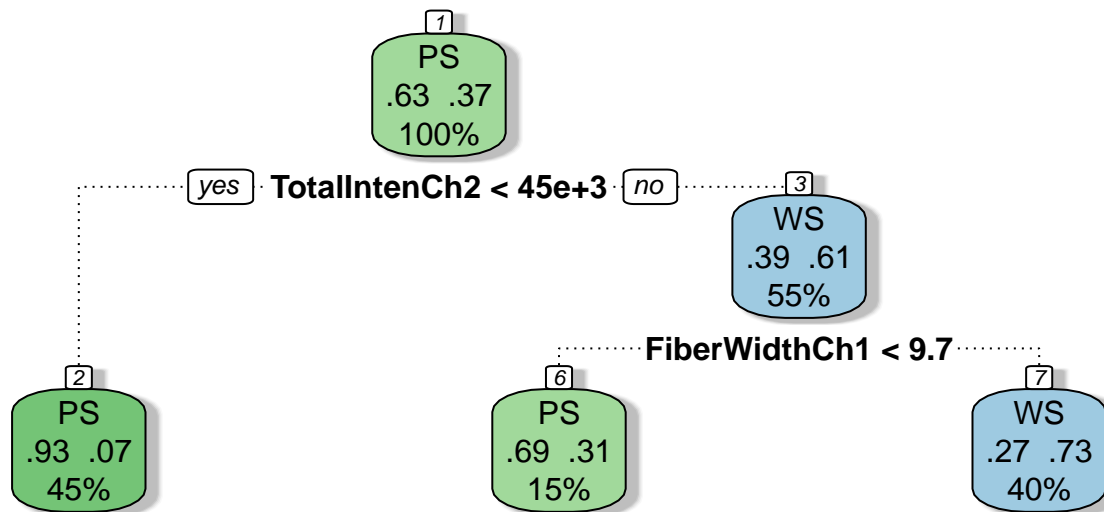 1
PS
.63 .37
100%
yes TotalIntenCh2 < 45e+3 no
3
WS
.39 .61
55%
FiberWidthCh1 < 9.7
2
PS
.93 .07
45%
6
PS
.69 .31
15%
7
WS
.27 .73
40%